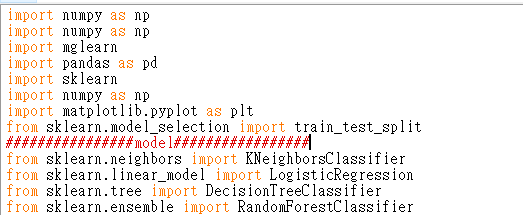 import numpy as np
import numpy as np
import mglearn
import pandas as pd
import sklearn
import numpy as np
import matplotlib.pyplot as plt
from sklearn.model_selection import train_test_split
################model#################
from sklearn.neighbors import KNeighborsClassifier
from sklearn.linear_model import LogisticRegression
from sklearn.tree import DecisionTreeClassifier
from sklearn.ensemble import RandomForestClassifier